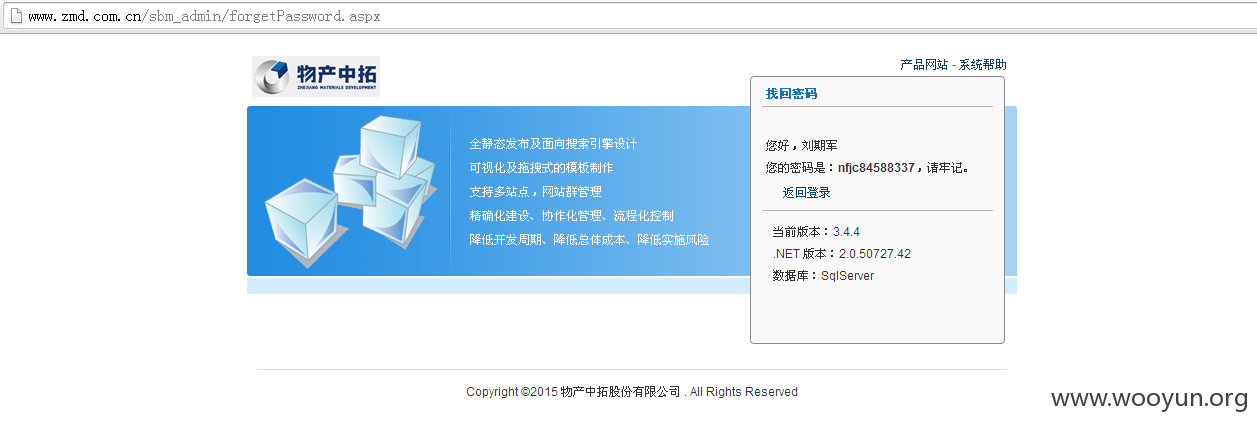 www.zmd.com.cn/sbm_admin/forgetPassword.aspx
物产中拓
ZHEJIANG MATERIALS DEVELOPMENT
产品网站 - 系统帮助
全静态发布及面向搜索引擎设计
可视化及拖拽式的模板制作
支持多站点，网站群管理
精确化建设、协作化管理、流程化控制
降低开发周期、降低总体成本、降低实施风险
找回密码
您好，刘期军
您的密码是：nfjc84588337，请牢记。
返回登录
当前版本：3.4.4
.NET 版本：2.0.50727.42
数据库：SqlServer
Copyright ©2015 物产中拓股份有限公司 . All Rights Reserved
www.wooyun.org